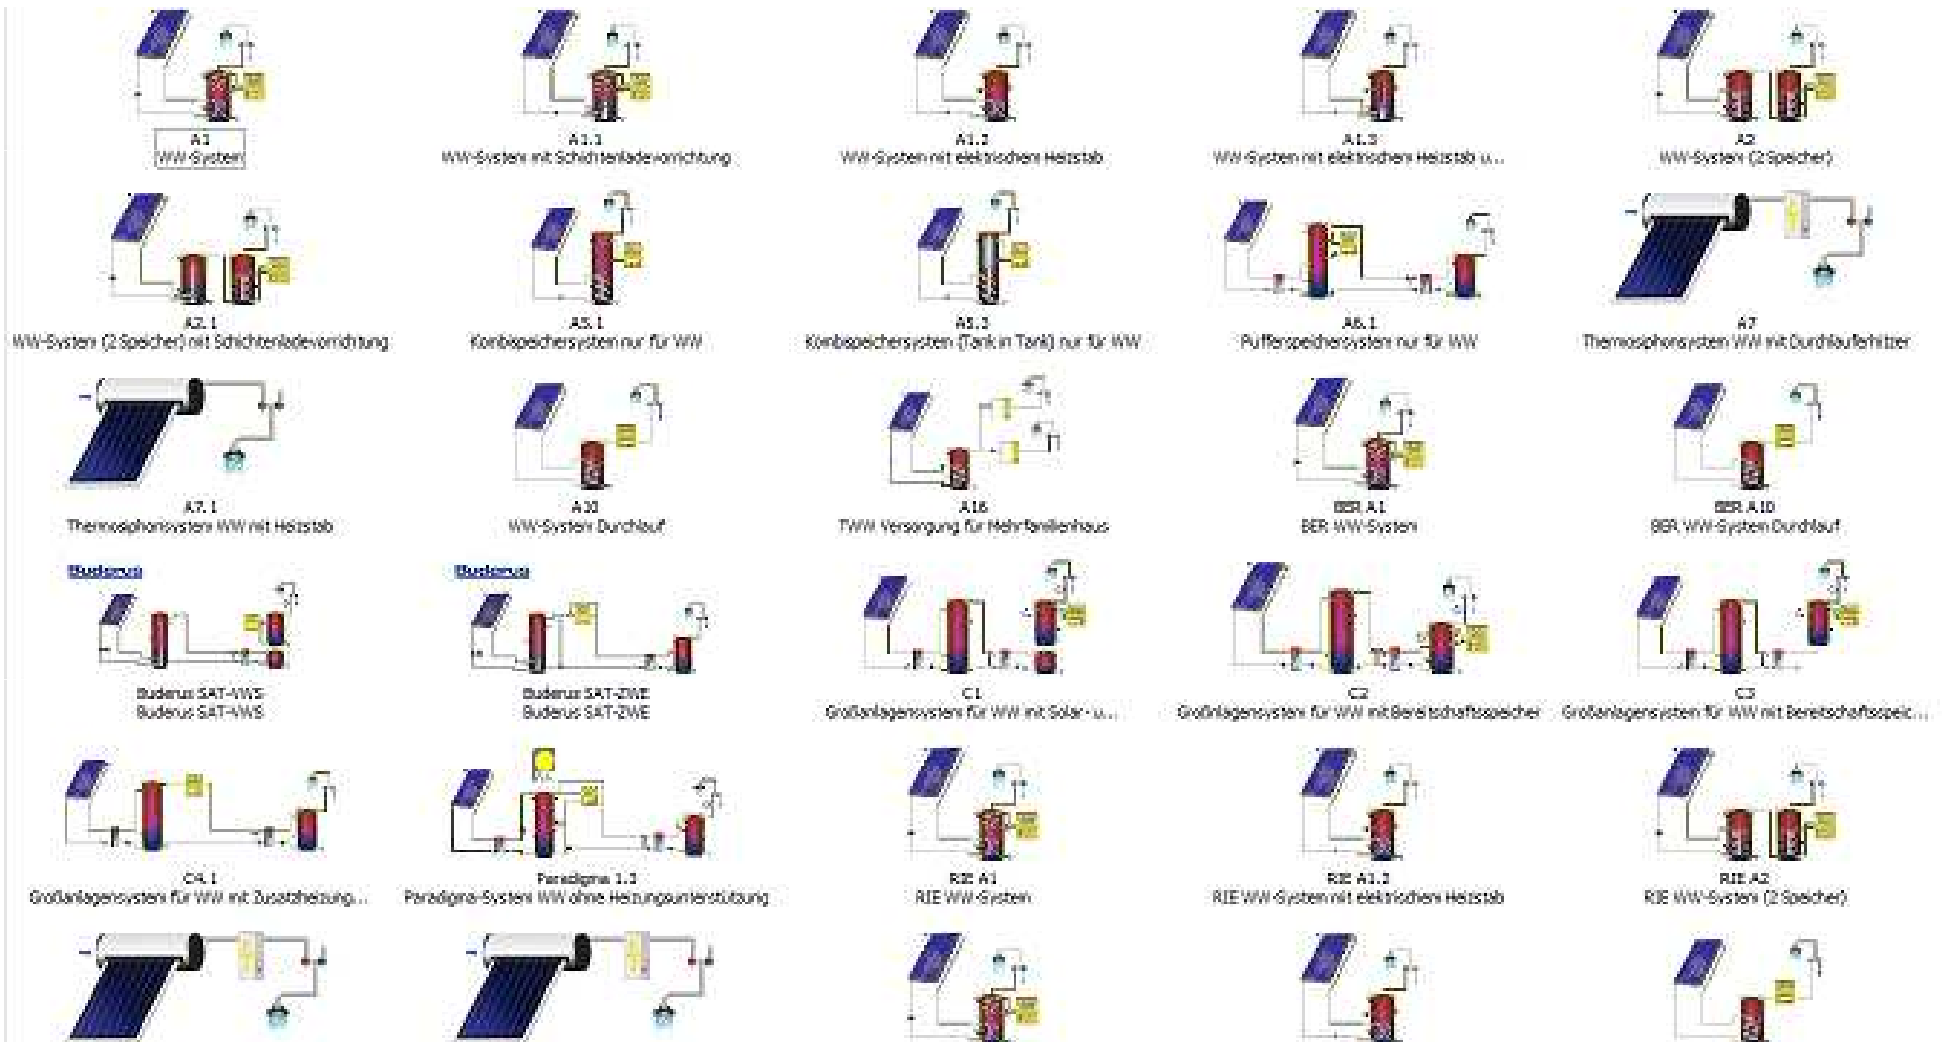 A1
WW-System
A1.1
WW-System mit Schichtenladevorrichtung
A1.2
WW-System mit elektrischem Heizstab
A1.3
WW-System mit elektrischem Heizstab u...
A2
WW-System (2 Speicher)
A2.1
WW-System (2 Speicher) mit Schichtenladevorrichtung
A5.1
Kombispeichersystem nur für WW
A5.3
Kombispeichersystem (Tank in Tank) nur für WW
A6.1
Pufferspeichersystem nur für WW
A7
Thermosiphonsystem WW mit Durchlauferhitzer
A7.1
Thermosiphonsystem WW mit Heizstab
A10
WW-System Durchlauf
A16
TWW Versorgung für Mehrfamilienhaus
BER A1
BER WW-System
BER A10
BER WW-System Durchlauf
Buderus
Buderus SAT-VWS
Buderus SAT-VWS
Buderus
Buderus SAT-ZWE
Buderus SAT-ZWE
C1
Großanlagensystem für WW mit Solar- u...
C2
Großnlagensystem für WW mit Bereitschaftsspeicher
C3
Großanlagensystem für WW mit Bereitschaftsspeic...
C4.1
Großanlagensystem für WW mit Zusatzheizung...
Paradigma 1.2
Paradigma-System WW ohne Heizungsunterstützung
RIE A1
RIE WW-System
RIE A1.2
RIE WW-System mit elektrischem Heizstab
RIE A2
RIE WW-System (2 Speicher)